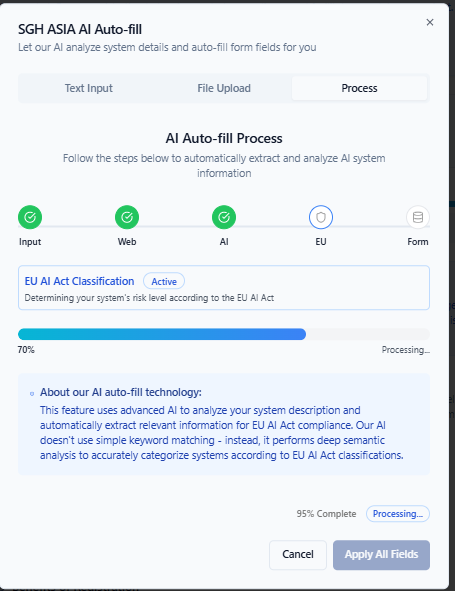 SGH ASIA AI Auto-fill
Let our AI analyze system details and auto-fill form fields for you
Text Input
File Upload
Process
AI Auto-fill Process
Follow the steps below to automatically extract and analyze AI system
information
Input
Web
AI
EU
Form
EU AI Act Classification
Active
Determining your system's risk level according to the EU AI Act
70%
Processing...
About our AI auto-fill technology:
This feature uses advanced AI to analyze your system description and
automatically extract relevant information for EU AI Act compliance. Our AI
doesn't use simple keyword matching - instead, it performs deep semantic
analysis to accurately categorize systems according to EU AI Act classifications.
95% Complete
Processing...
Cancel
Apply All Fields